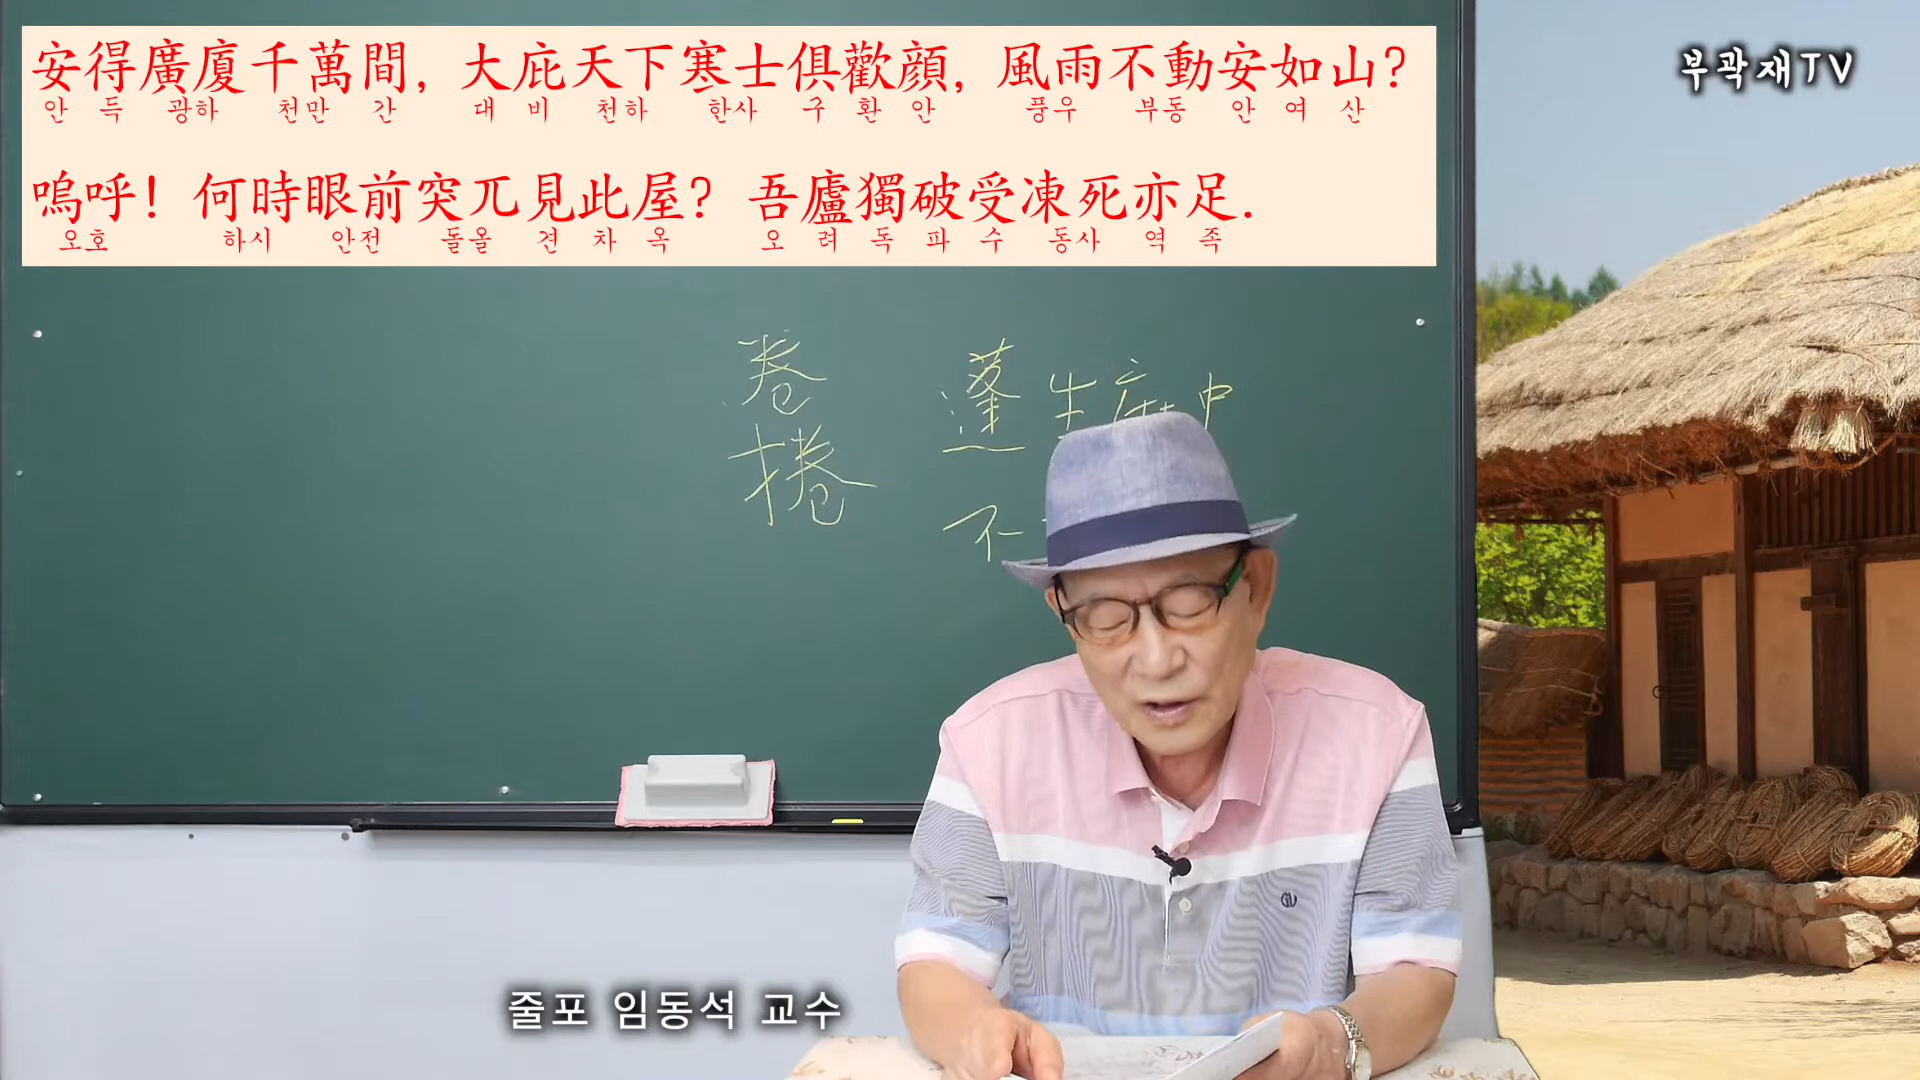 安得廣廈千萬間, 大庇天下寒士俱歡顔, 風雨不動安如山?
안 득 광하 천만 간 대 비 천하 한사 구 환 안 풍우 부동 안 여 산
嗚呼! 何時眼前突兀見此屋? 吾廬獨破受凍死亦足.
오호 하시 안전 돌올 견 차 옥 오 려 독 파 수 동사 역 족
부곽재TV
卷
捲
蓬生麻中
不
줄포 임동석 교수